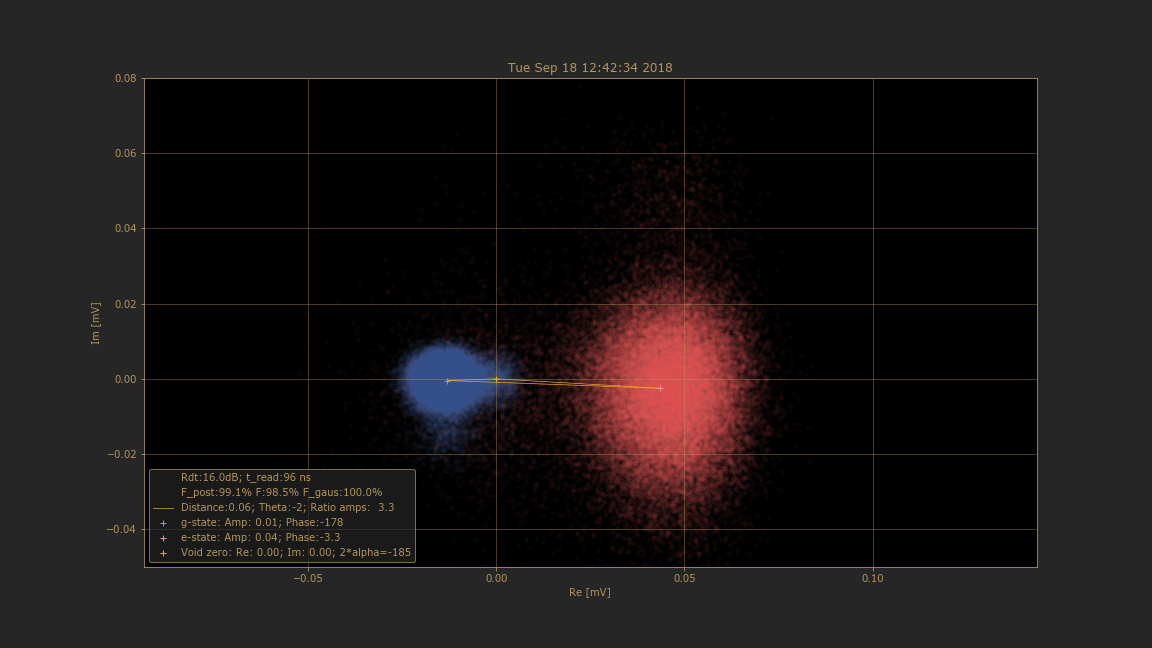 Tue Sep 18 12:42:34 2018
0.08
0.06
0.04
0.02
0.00
−0.02
−0.04
Im [mV]
Rdt:16.0dB; t_read:96 ns
F_post:99.1% F:98.5% F_gaus:100.0%
Distance:0.06; Theta:-2; Ratio amps:  3.3
g-state: Amp: 0.01; Phase:-178
e-state: Amp: 0.04; Phase:-3.3
Void zero: Re: 0.00; Im: 0.00; 2*alpha=-185
−0.05 0.00 0.05 0.10
Re [mV]